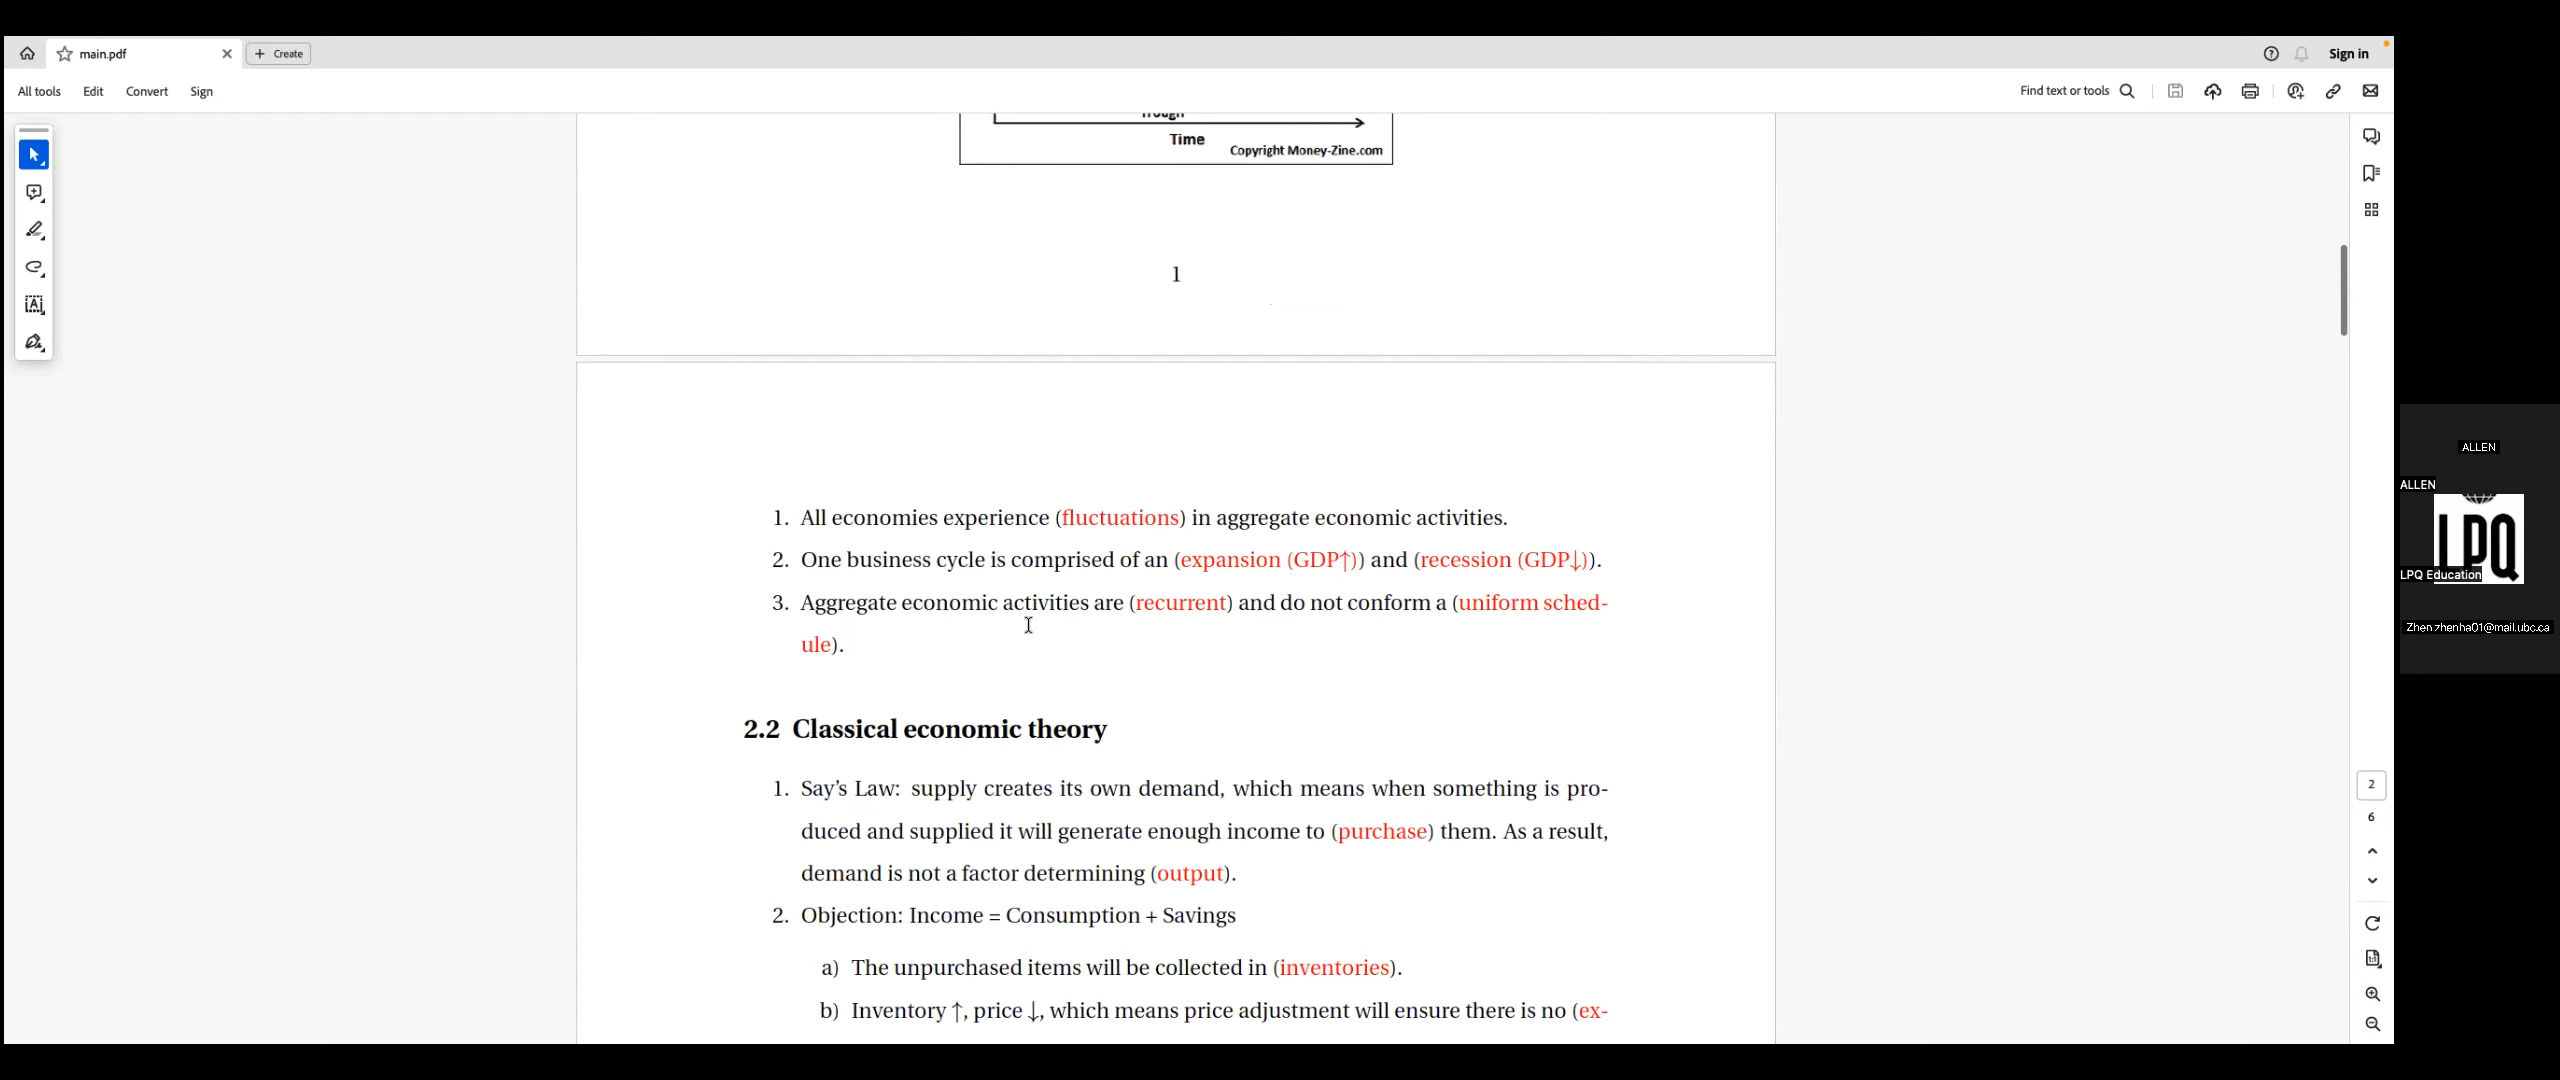 main.pdf
Create
Sign in
All tools
Edit
Convert
Sign
Find text or tools
Trough
Time
Copyright Money-Zine.com
1
1. All economies experience (fluctuations) in aggregate economic activities.
2. One business cycle is comprised of an (expansion (GDP↑)) and (recession (GDP↓)).
3. Aggregate economic activities are (recurrent) and do not conform a (uniform sched-
ule).
2.2 Classical economic theory
1. Say's Law: supply creates its own demand, which means when something is pro-
duced and supplied it will generate enough income to (purchase) them. As a result,
demand is not a factor determining (output).
2. Objection: Income = Consumption + Savings
a) The unpurchased items will be collected in (inventories).
b) Inventory ↑, price ↓, which means price adjustment will ensure there is no (ex-
2
6
ALLEN
ALLEN
LPQ
LPQ Education
Zhen zhenha01@mail.ubc.ca